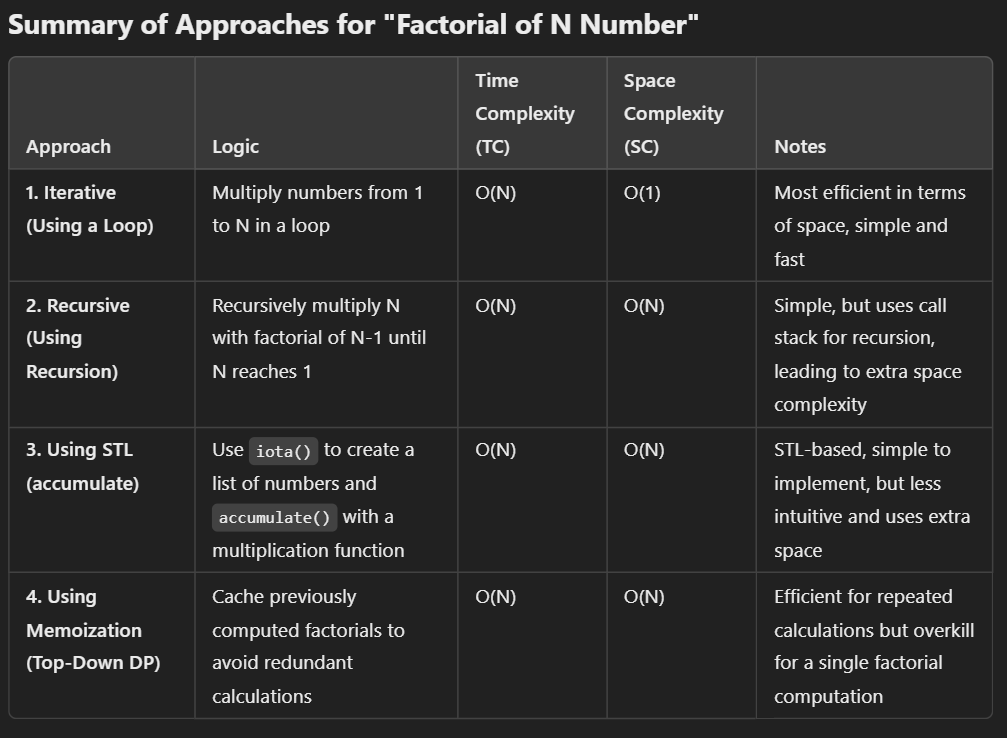 Summary of Approaches for "Factorial of N Number"
Approach
Logic
Time
Complexity
(TC)
Space
Complexity
(SC)
Notes
1. Iterative
(Using a Loop)
Multiply numbers from 1
to N in a loop
O(N)
O(1)
Most efficient in terms
of space, simple and
fast
2. Recursive
(Using
Recursion)
Recursively multiply N
with factorial of N-1 until
N reaches 1
O(N)
O(N)
Simple, but uses call
stack for recursion,
leading to extra space
complexity
3. Using STL
(accumulate)
Use iota() to create a
list of numbers and
accumulate() with a
multiplication function
O(N)
O(N)
STL-based, simple to
implement, but less
intuitive and uses extra
space
4. Using
Memoization
(Top-Down DP)
Cache previously
computed factorials to
avoid redundant
calculations
O(N)
O(N)
Efficient for repeated
calculations but overkill
for a single factorial
computation